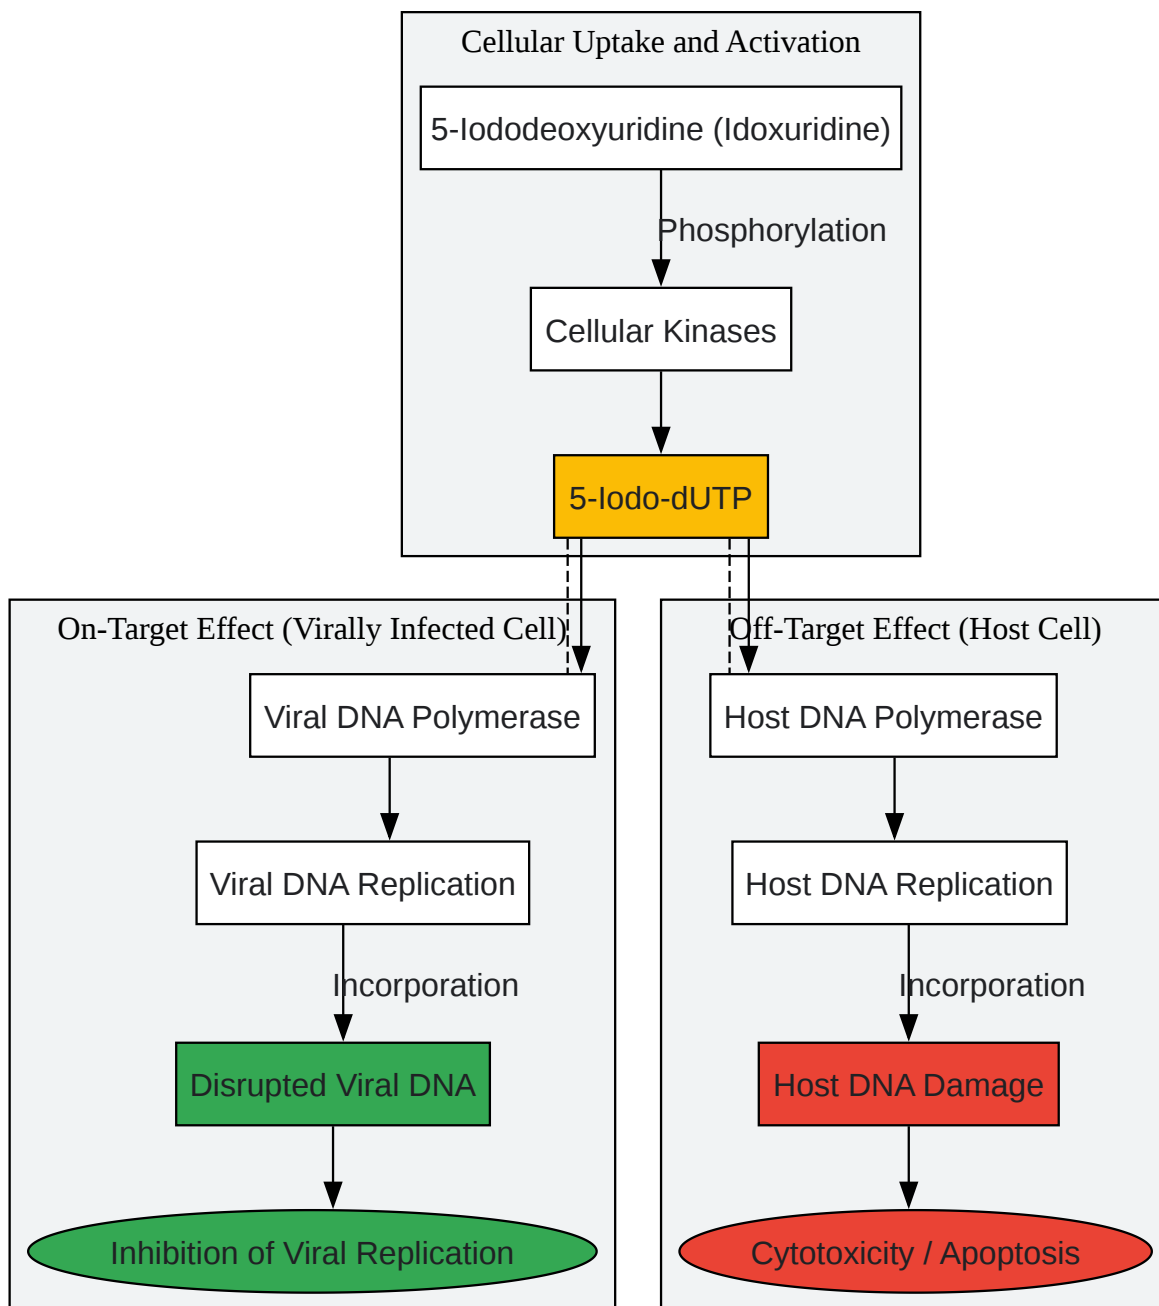 Cellular Uptake and Activation
5-Iododeoxyuridine (Idoxuridine)
Phosphorylation
Cellular Kinases
5-Iodo-dUTP
On-Target Effect (Virally Infected Cell)
Viral DNA Polymerase
Viral DNA Replication
Incorporation
Disrupted Viral DNA
Inhibition of Viral Replication
Off-Target Effect (Host Cell)
Host DNA Polymerase
Host DNA Replication
Incorporation
Host DNA Damage
Cytotoxicity / Apoptosis